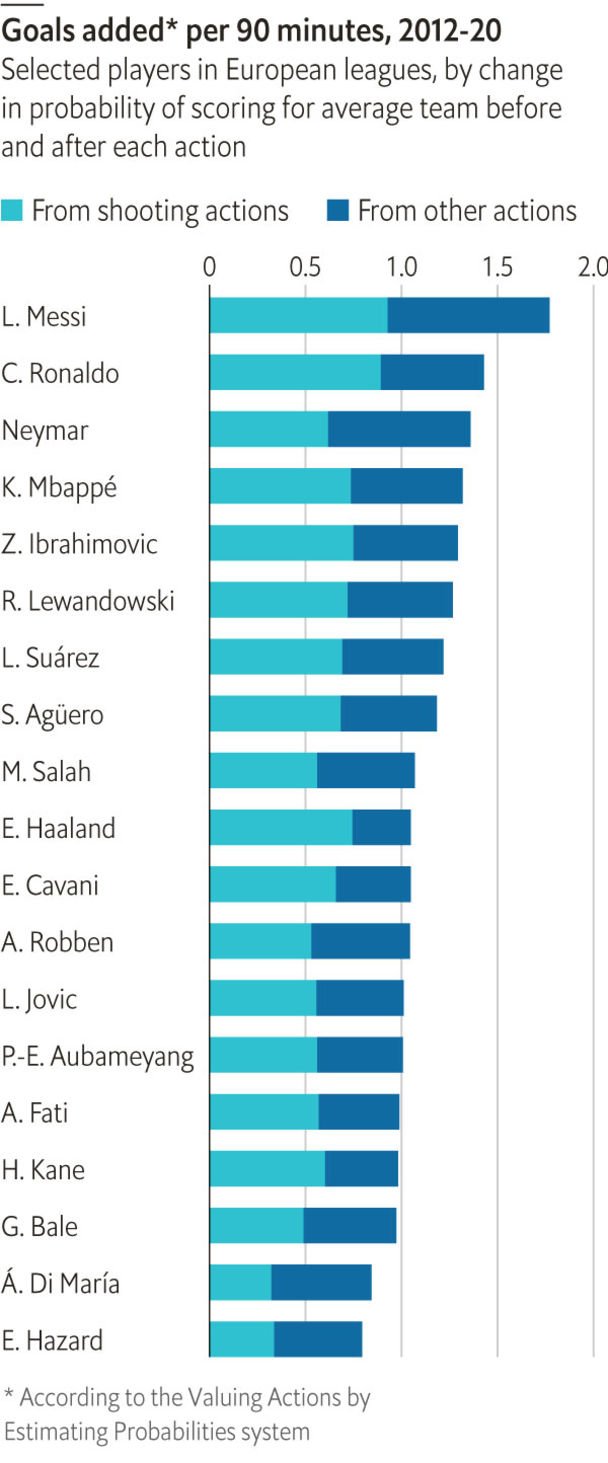 Goals added* per 90 minutes, 2012-20
Selected players in European leagues, by change
in probability of scoring for average team before
and after each action
From shooting actions From other actions
0 0.5 1.0 1.5 2.0
L. Messi
C. Ronaldo
Neymar
K. Mbappé
Z. Ibrahimovic
R. Lewandowski
L. Suárez
S. Agüero
M. Salah
E. Haaland
E. Cavani
A. Robben
L. Jovic
P.-E. Aubameyang
A. Fati
H. Kane
G. Bale
Á. Di María
E. Hazard
* According to the Valuing Actions by
Estimating Probabilities system